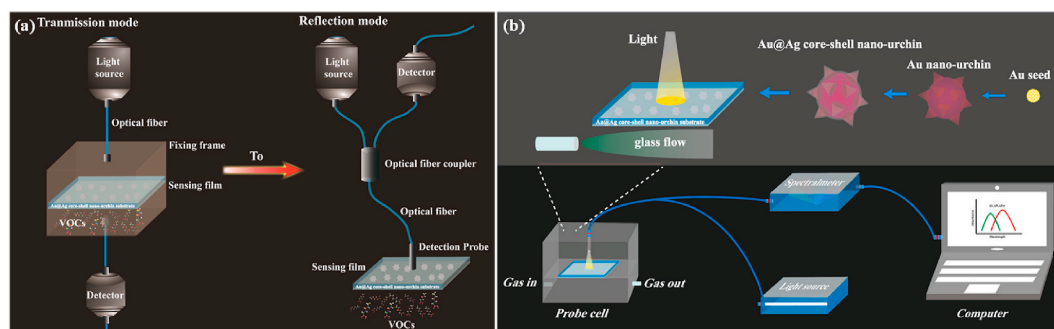 (a)
Tranmission mode
Light
source
Optical fiber
Fixing frame
Sensing film
Au@Ag core-shell nano-urchin substrate
VOCs
Detector
To
Reflection mode
Light
source
Detector
Optical fiber coupler
Optical fiber
Detection Probe
Sensing film
Au@Ag core-shell nano-urchin substrate
VOCs
(b)
Light
Au@Ag core-shell nano-urchin
Au nano-urchin
Au seed
Au@Ag core-shell nano-urchin substrate
glass flow
Spectralmeter
Gas in
Gas out
Probe cell
Light source
Computer